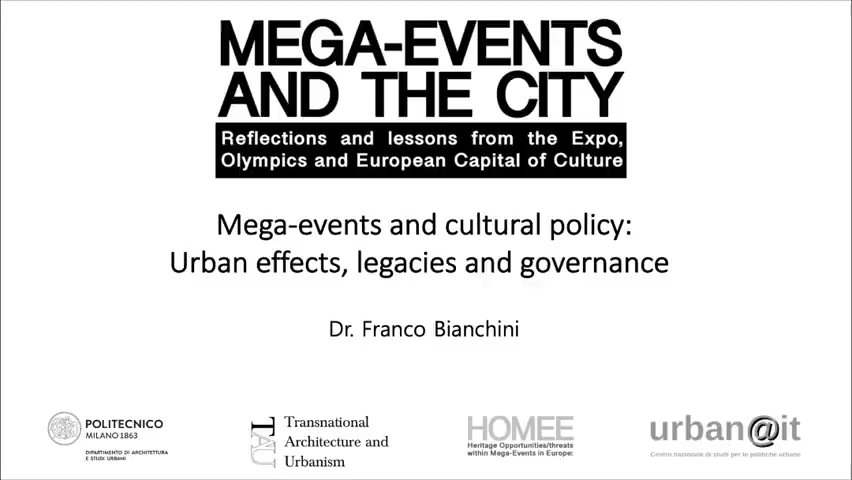 MEGA-EVENTS
AND THE CITY
Reflections and lessons from the Expo,
Olympics and European Capital of Culture
Mega-events and cultural policy:
Urban effects, legacies and governance
Dr. Franco Bianchini
POLITECNICO
MILANO 1863
DIPARTIMENTO DI ARCHITETTURA
E STUDI URBANI
TAU
Transnational
Architecture and
Urbanism
HOMEE
Heritage Opportunities/threats
within Mega-Events in Europe:
urban@it
Centro nazionale di studi per le politiche urbane